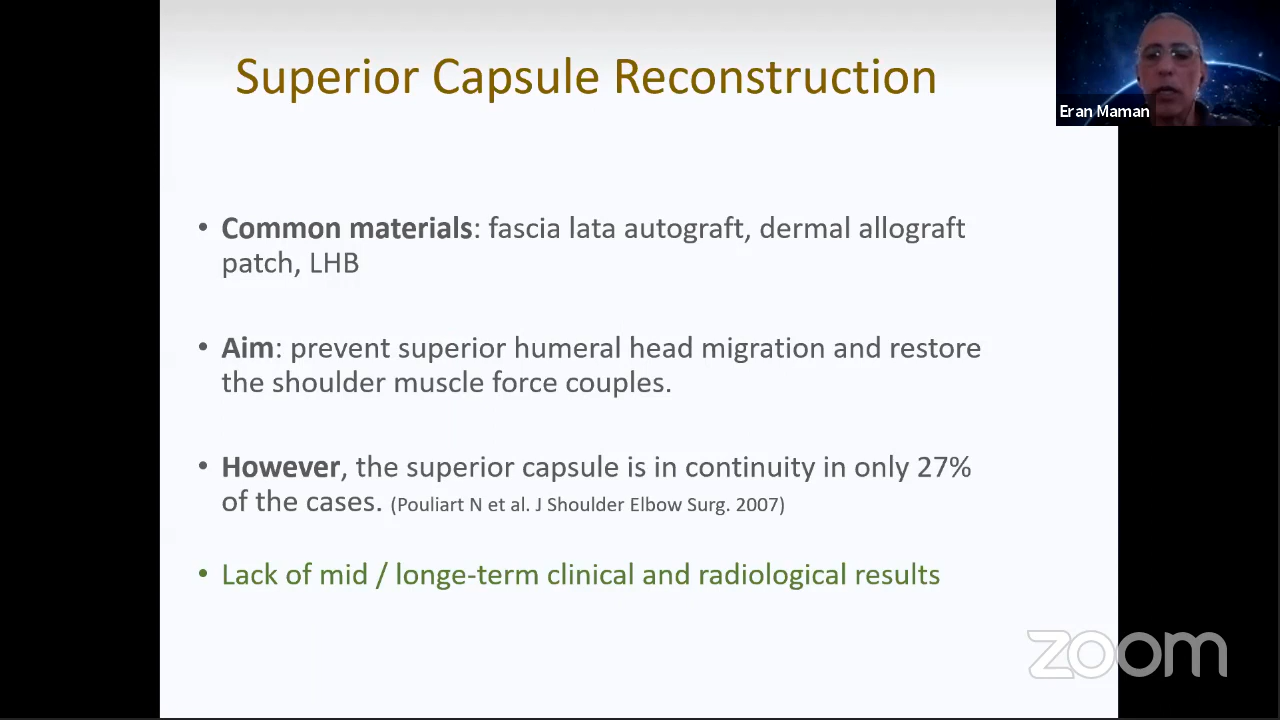 Superior Capsule Reconstruction
Eran Maman
• Common materials: fascia lata autograft, dermal allograft
patch, LHB
• Aim: prevent superior humeral head migration and restore
the shoulder muscle force couples.
• However, the superior capsule is in continuity in only 27%
of the cases. (Pouliart N et al. J Shoulder Elbow Surg. 2007)
• Lack of mid / longe-term clinical and radiological results
zoom